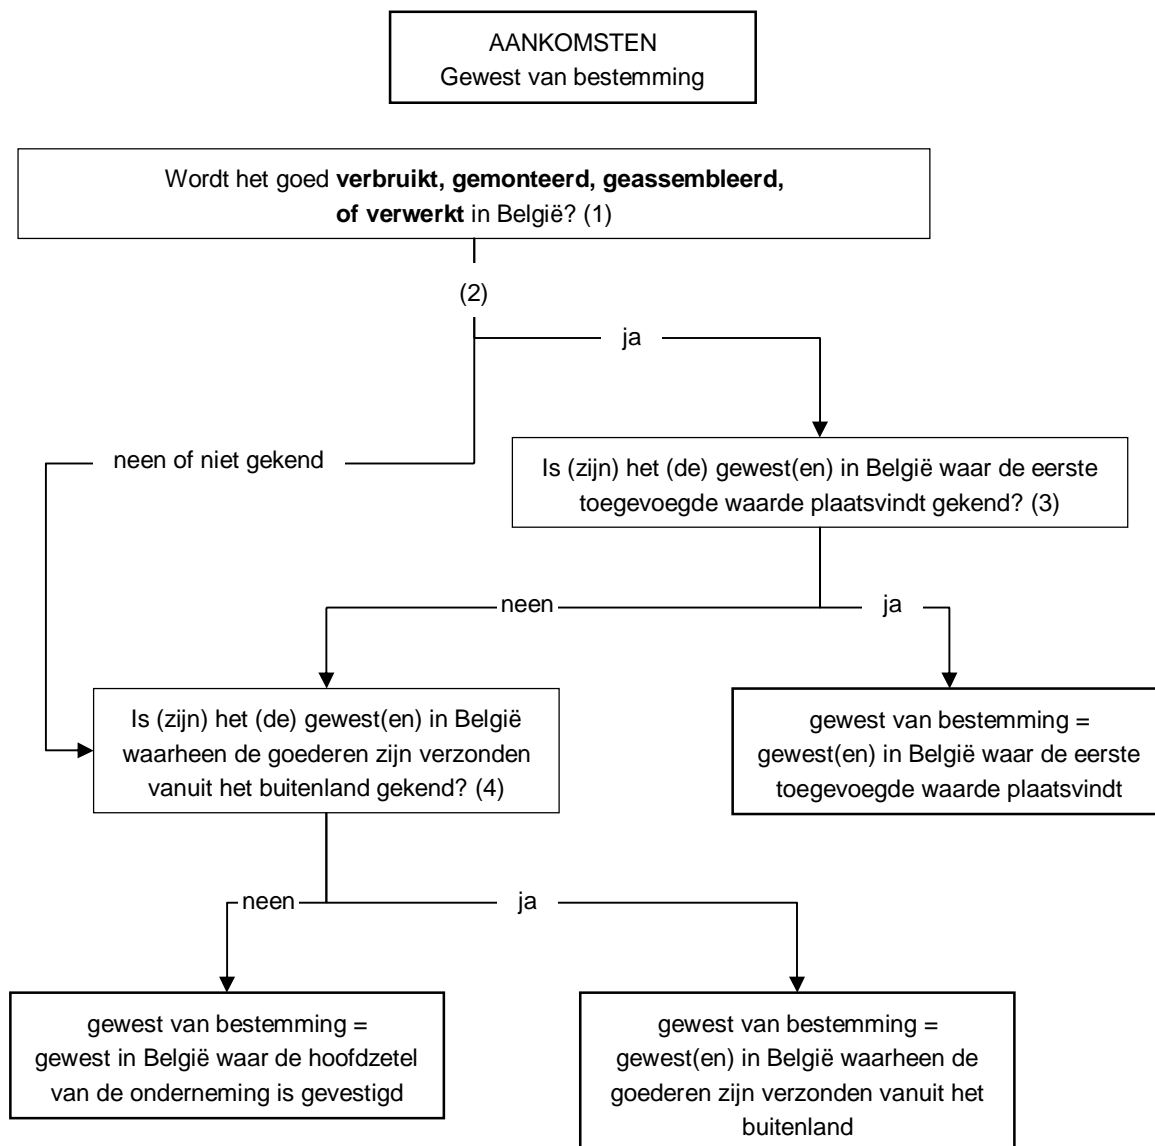 AANKOMSTEN
Gewest van bestemming
Wordt het goed verbruikt, gemonteerd, geassembleerd,
of verwerkt in België? (1)
(2)
ja
neen of niet gekend
Is (zijn) het (de) gewest(en) in België waar de eerste
toegevoegde waarde plaatsvindt gekend? (3)
neen
ja
Is (zijn) het (de) gewest(en) in België
waarheen de goederen zijn verzonden
vanuit het buitenland gekend? (4)
gewest van bestemming =
gewest(en) in België waar de eerste
toegevoegde waarde plaatsvindt
neen
ja
gewest van bestemming =
gewest in België waar de hoofdzetel
van de onderneming is gevestigd
gewest van bestemming =
gewest(en) in België waarheen de
goederen zijn verzonden vanuit het
buitenland